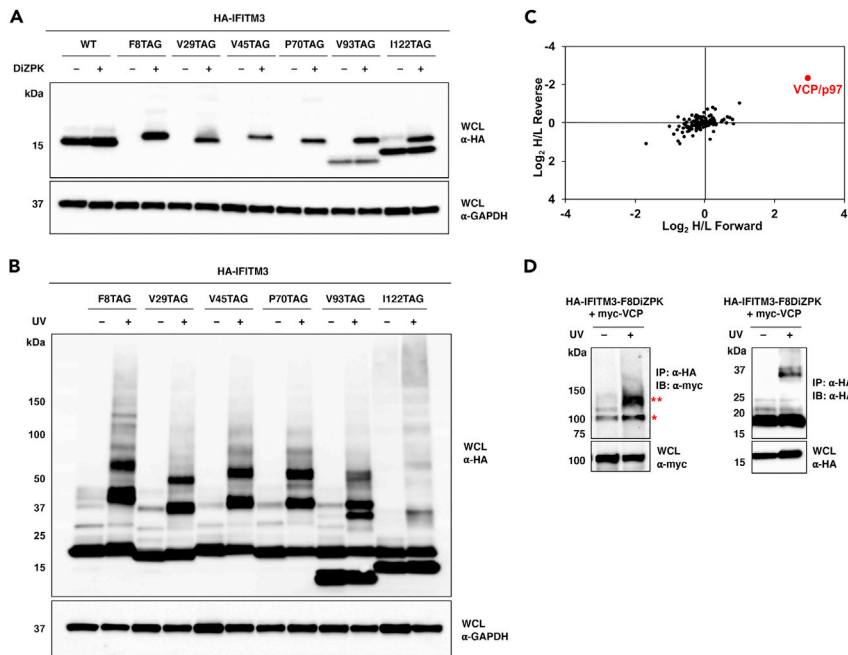 A
HA-IFITM3
WT F8TAG V29TAG V45TAG P70TAG V93TAG I122TAG
DiZPK – + – + – + – + – + – + – +
kDa
15
WCL
α-HA
37
WCL
α-GAPDH
B
HA-IFITM3
F8TAG V29TAG V45TAG P70TAG V93TAG I122TAG
UV – + – + – + – + – + – +
kDa
150
100
50
37
25
15
WCL
α-HA
37
WCL
α-GAPDH
C
Log2 H/L Reverse
-4
-2
0
2
4
VCP/p97
-4 -2 0 2 4
Log2 H/L Forward
D
HA-IFITM3-F8DiZPK
+ myc-VCP
UV – +
kDa
150
100
75
IP: α-HA
IB: α-myc
**
*
100
WCL
α-myc
HA-IFITM3-F8DiZPK
+ myc-VCP
UV – +
kDa
37
25
20
15
IP: α-HA
IB: α-HA
15
WCL
α-HA